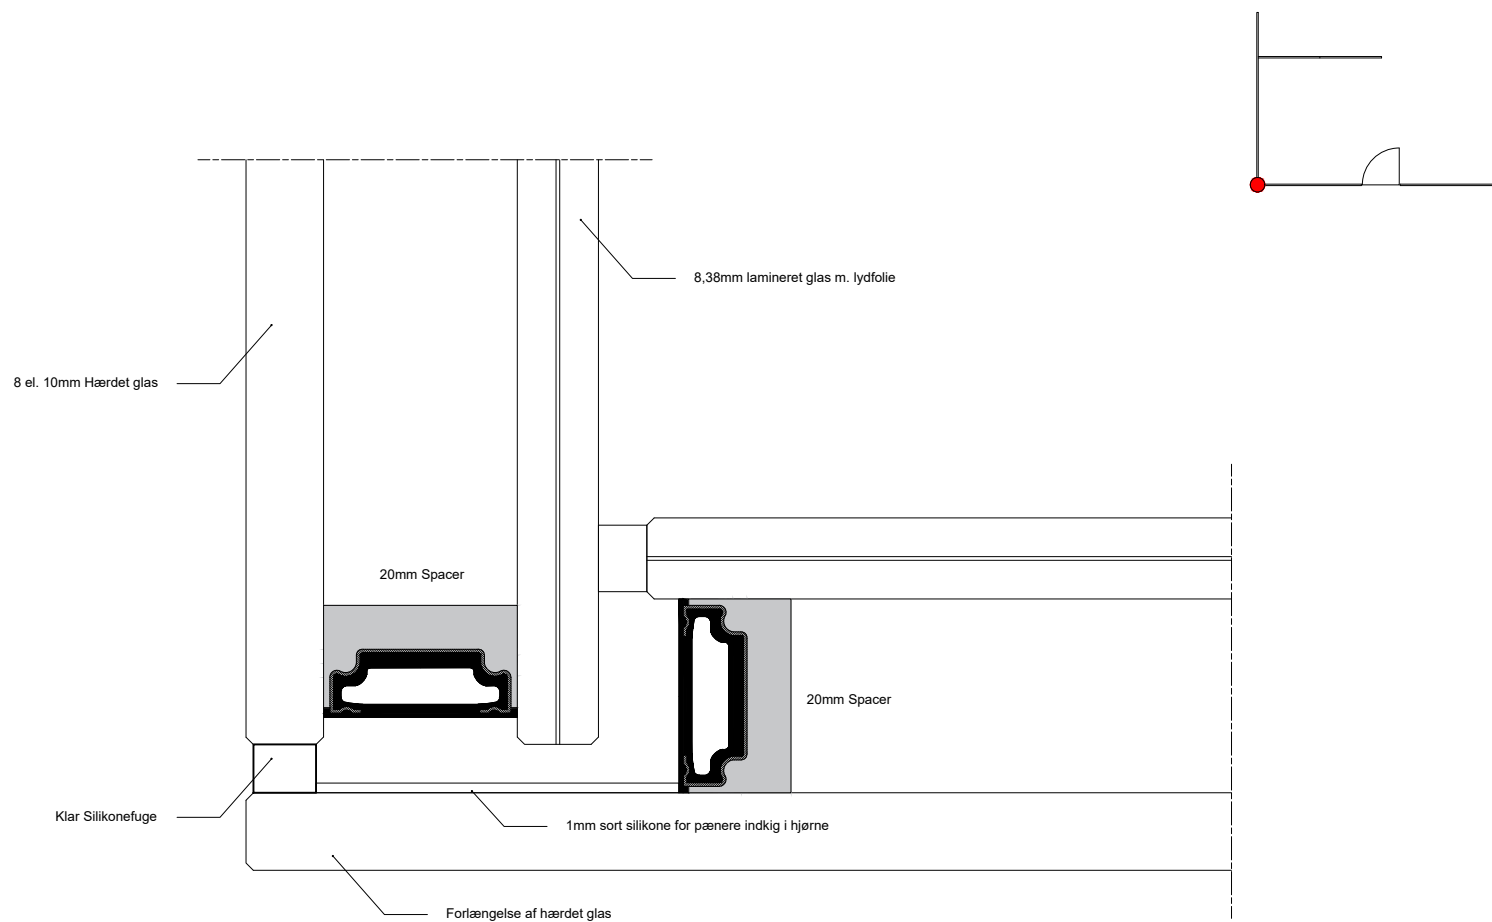 8,38mm lamineret glas m. lydfolie
8 el. 10mm Hærdet glas
20mm Spacer
20mm Spacer
Klar Silikonefuge
1mm sort silikone for pænere indkig i hjørne
Forlængelse af hærdet glas